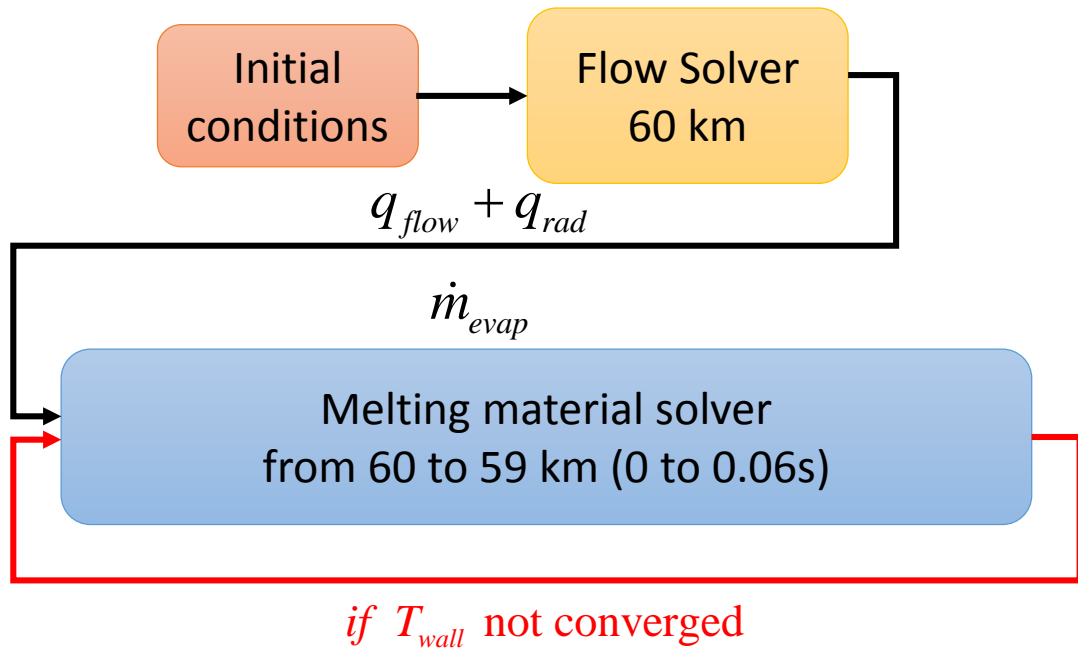 Initial
conditions
Flow Solver
60 km
q_flow + q_rad
ṁ_evap
Melting material solver
from 60 to 59 km (0 to 0.06s)
if T_wall not converged